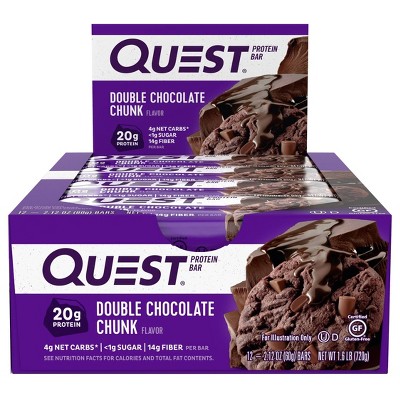 QUEST®
PROTEIN
BAR
DOUBLE CHOCOLATE
CHUNK
FLAVOR
20g
PROTEIN
4g NET CARBS*
<1g SUGAR
14g FIBER
PER BAR
DOUBLE CHOCOLATE
QUEST®
PROTEIN
BAR
20g
PROTEIN
DOUBLE CHOCOLATE
CHUNK FLAVOR
4g NET CARBS* | <1g SUGAR | 14g FIBER PER BAR
SEE NUTRITION FACTS FOR CALORIES AND TOTAL FAT CONTENTS.
For Illustration Only U D
Certified
GF
Gluten-Free
12 – 2.12 OZ (60g) BARS NET WT 1.6 LB (720g)